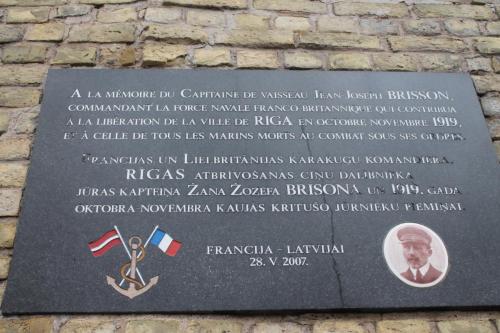 A LA MÉMOIRE DU CAPITAINE DE VAISSEAU JEAN JOSEPH BRISSON,
COMMANDANT LA FORCE NAVALE FRANCO-BRITANNIQUE QUI CONTRIBUA
À LA LIBÉRATION DE LA VILLE DE RIGA EN OCTOBRE NOVEMBRE 1919,
ET À CELLE DE TOUS LES MARINS MORTS AU COMBAT SOUS SES ORDRES.
FRANCIJAS UN LIELBRITĀNIJAS KARAKUĢU KOMANDIERA,
RĪGAS ATBRĪVOŠANAS CĪŅU DALĪBNIEKA
JŪRAS KAPTEIŅA ŽANA ŽOZEFA BRISONA UN 1919. GADA
OKTOBRA-NOVEMBRA KAUJĀS KRITUŠO JŪRNIEKU PIEMIŅAI.
FRANCIJA - LATVIJAI
28. V. 2007.